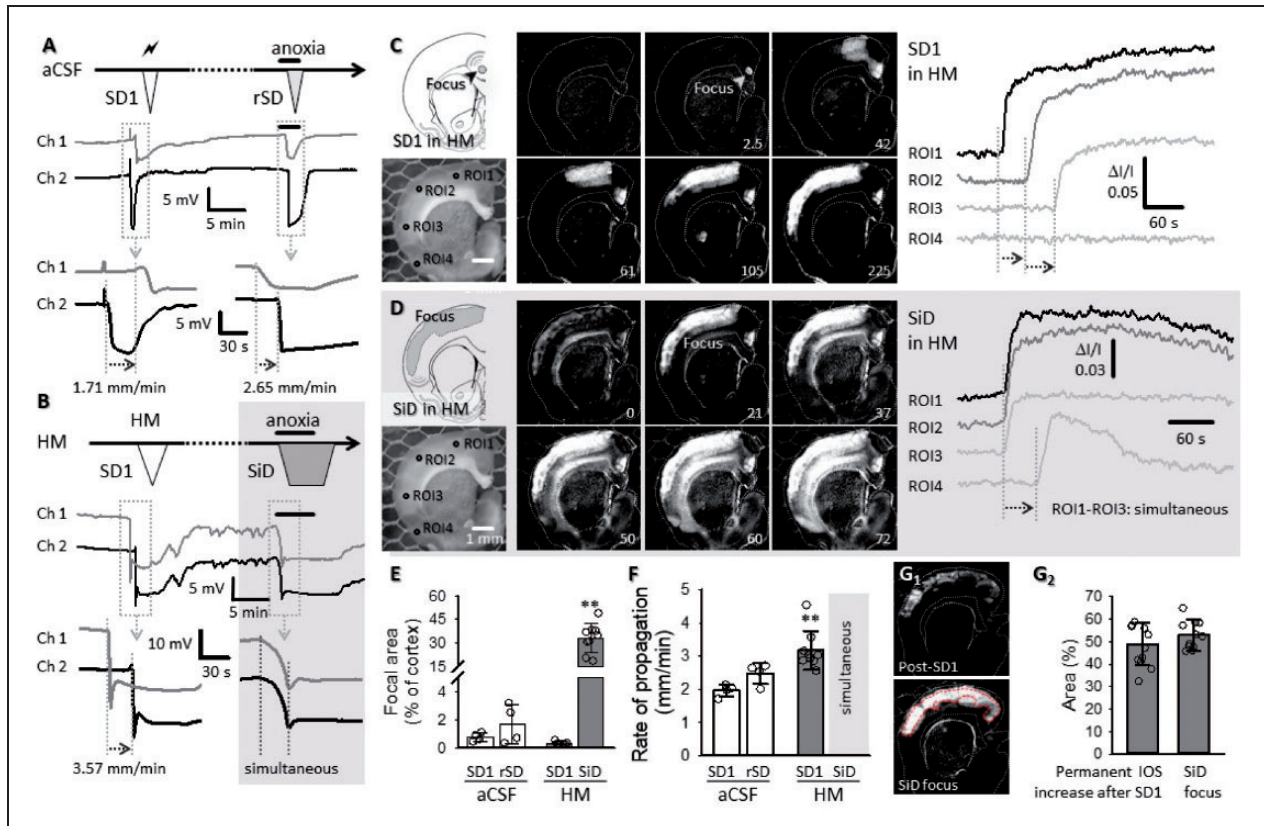 A
anoxia
aCSF
SD1
rSD
Ch 1
Ch 2
5 mV
5 min
Ch 1
Ch 2
5 mV
30 s
1.71 mm/min
2.65 mm/min
B
HM
anoxia
HM
SD1
SiD
Ch 1
Ch 2
5 mV
5 min
Ch 1
10 mV
Ch 2
30 s
3.57 mm/min
simultaneous
C
Focus
SD1 in HM
ROI1
ROI2
ROI3
ROI4
Focus
2.5
42
61
105
225
SD1
in HM
ROI1
ROI2
ROI3
ROI4
ΔI/I
0.05
60 s
D
Focus
SiD in HM
ROI1
ROI2
ROI3
ROI4
1 mm
0
Focus
21
37
50
60
72
SiD
in HM
ΔI/I
0.03
ROI1
ROI2
60 s
ROI3
ROI4
ROI1-ROI3: simultaneous
E
Focal area
(% of cortex)
60
45
30
15
4
2
0
**
SD1 rSD
SD1 SiD
aCSF
HM
F
Rate of propagation
(mm/min)
5
4
3
2
1
0
**
simultaneous
SD1 rSD
SD1 SiD
aCSF
HM
G1
Post-SD1
SiD focus
G2
Area (%)
70
60
50
40
30
20
10
0
Permanent IOS
increase after SD1
SiD
focus